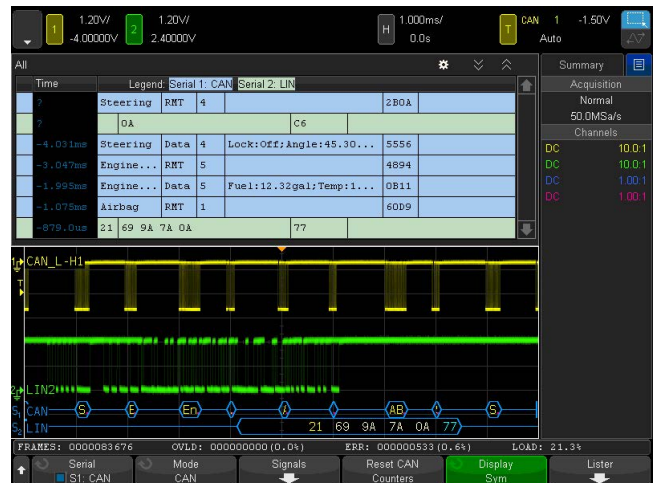 1 1.20V/ 2 1.20V/ H 1.000ms/ T CAN 1 -1.50V
-4.00000V 2.40000V 0.0s Auto
All Summary
Time Legend: Serial 1: CAN Serial 2: LIN Acquisition
? Steering RMT 4 2B0A Normal
? 0A C6 50.0MSa/s
Channels
-4.031ms Steering Data 4 Lock:Off;Angle:45.30... 5556 DC 10.0:1
-3.047ms Engine... RMT 5 4894 DC 10.0:1
-1.995ms Engine... Data 5 Fuel:12.32gal;Temp:1... 0B11 DC 1.00:1
-1.075ms Airbag RMT 1 60D9 DC 1.00:1
-879.0us 21 69 9A 7A 0A 77
1 CAN_L-H1
T
2 LIN2
S1 CAN S E En A AB S
S2 LIN 21 69 9A 7A 0A 77
FRAMES: 0000083676 OVLD: 000000000(0.0%) ERR: 000000533(0.6%) LOAD: 21.3%
Serial Mode Signals Reset CAN Display Lister
S1: CAN CAN Counters Sym